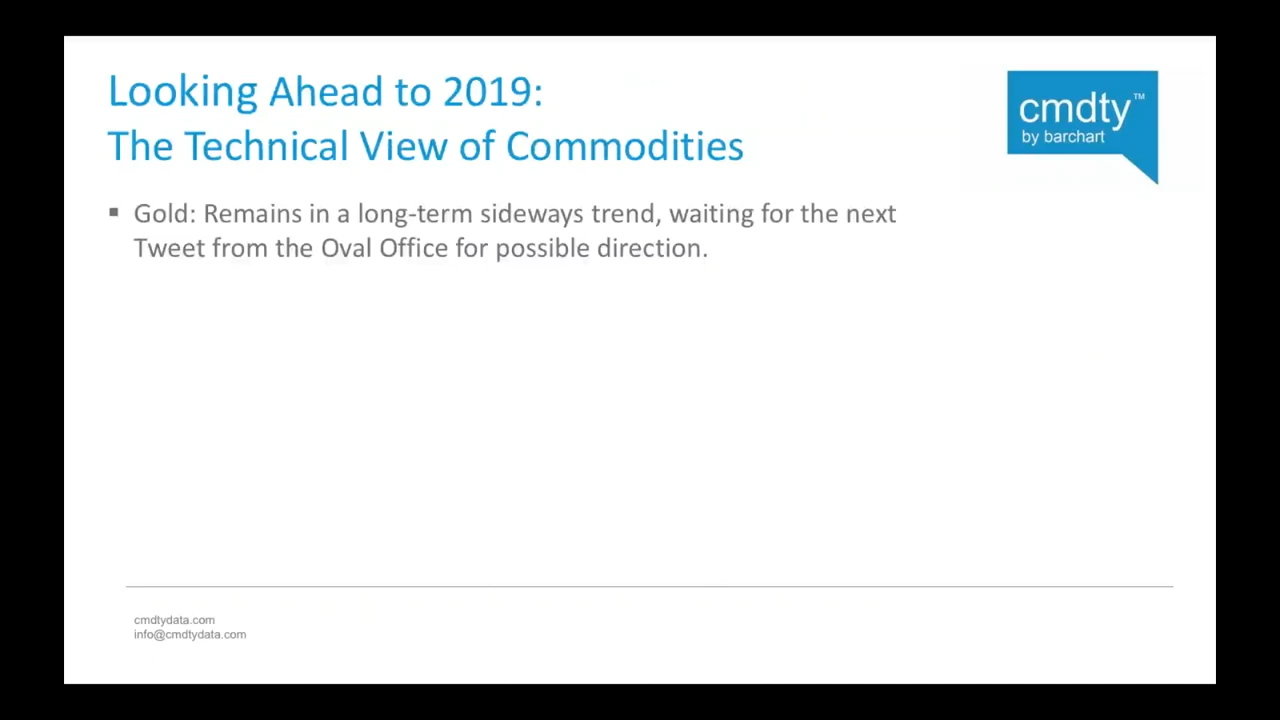 Looking Ahead to 2019:
The Technical View of Commodities
cmdty™
by barchart
▪ Gold: Remains in a long-term sideways trend, waiting for the next
Tweet from the Oval Office for possible direction.
cmdtydata.com
info@cmdtydata.com